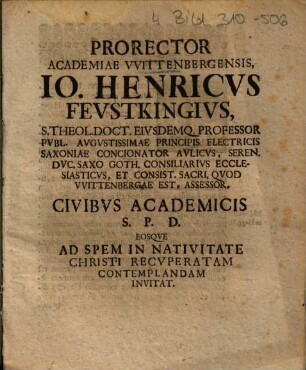 4 Bibl. 310-506
PRORECTOR
ACADEMIAE VVITTENBERGENSIS,
IO. HENRICVS
FEVSTKINGIVS,
S. THEOL. DOCT. EIVSDEMQ. PROFESSOR
PVBL. AVGVSTISSIMAE PRINCIPIS ELECTRICIS
SAXONIAE CONCIONATOR AVLICVS, SEREN.
DVC. SAXO GOTH. CONSILIARIVS ECCLE-
SIASTICVS, ET CONSIST. SACRI, QVOD
VVITTENBERGAE EST, ASSESSOR,
CIVIBVS ACADEMICIS
S. P. D.
EOSQVE
AD SPEM IN NATIVITATE
CHRISTI RECVPERATAM
CONTEMPLANDAM
INVITAT.